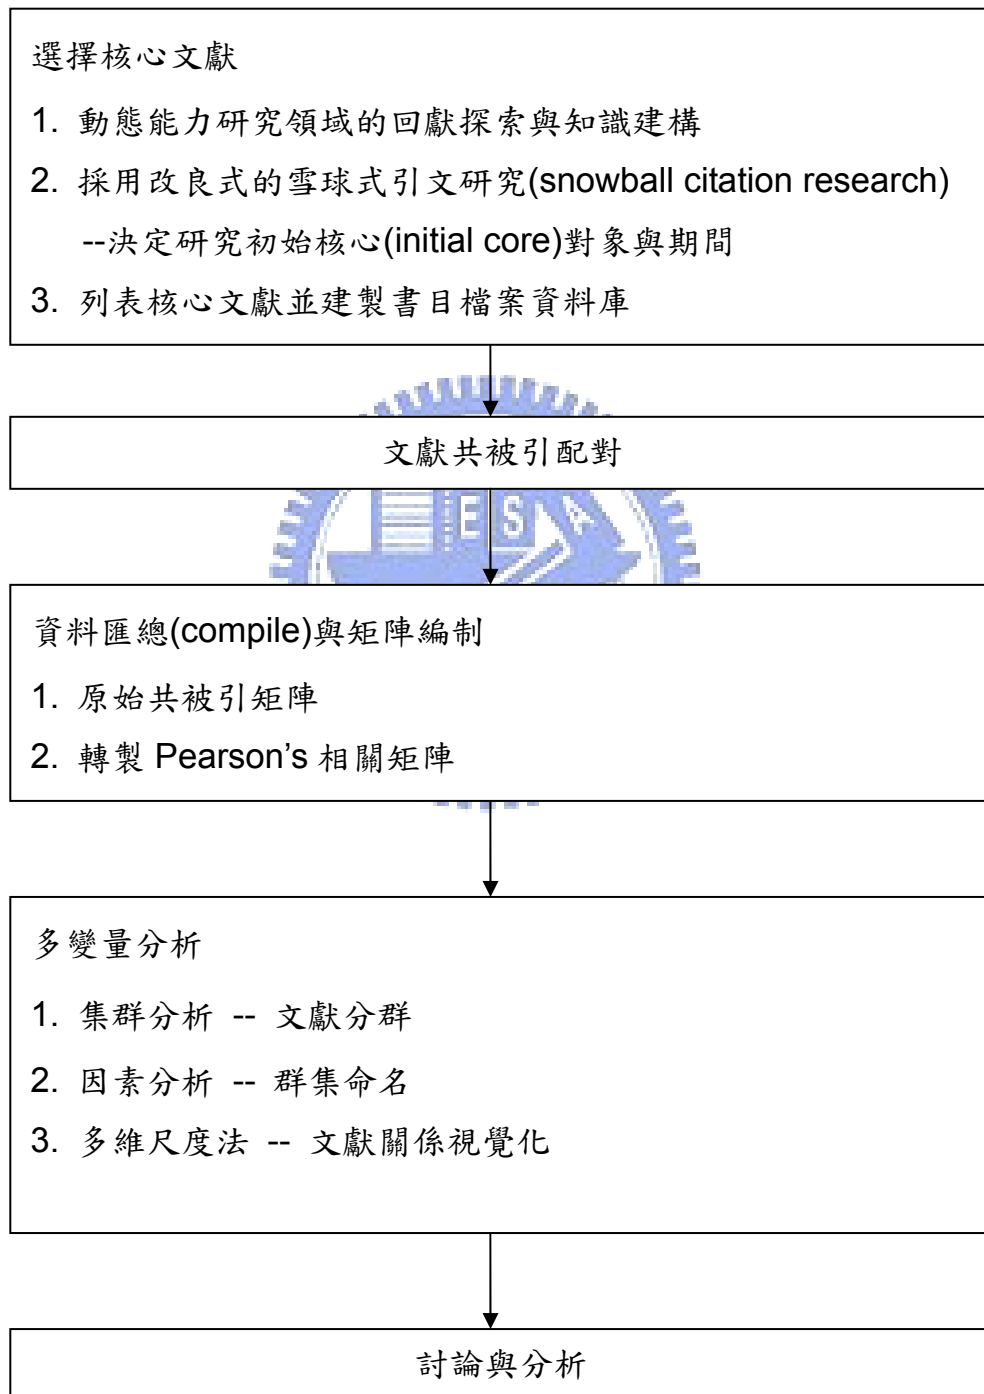 選擇核心文獻
1. 動態能力研究領域的回獻探索與知識建構
2. 採用改良式的雪球式引文研究(snowball citation research)
--決定研究初始核心(initial core)對象與期間
3. 列表核心文獻並建製書目檔案資料庫
文獻共被引配對
E S A
資料匯總(compile)與矩陣編制
1. 原始共被引矩陣
2. 轉製 Pearson’s 相關矩陣
多變量分析
1. 集群分析 -- 文獻分群
2. 因素分析 -- 群集命名
3. 多維尺度法 -- 文獻關係視覺化
討論與分析